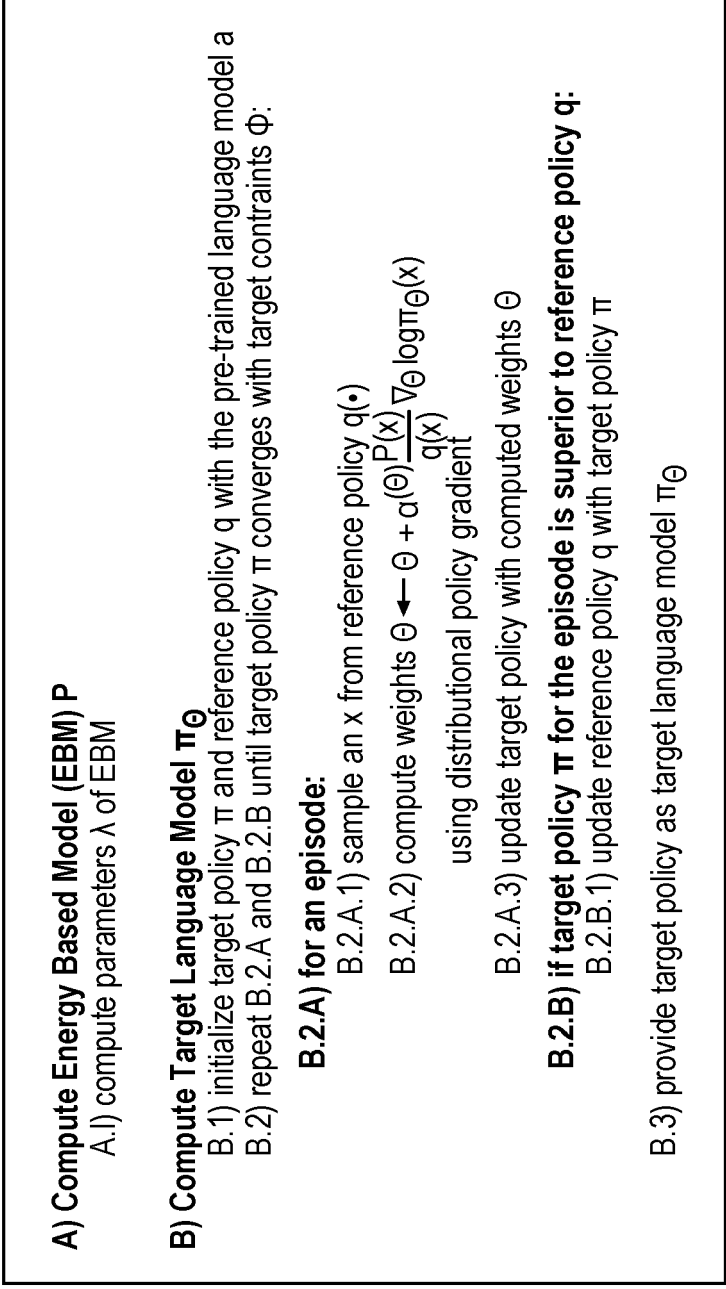 A) Compute Energy Based Model (EBM) P
A.I) compute parameters λ of EBM
B) Compute Target Language Model πΘ
B.1) initialize target policy π and reference policy q with the pre-trained language model a
B.2) repeat B.2.A and B.2.B until target policy π converges with target contraints Φ:
B.2.A) for an episode:
B.2.A.1) sample an x from reference policy q(•)
B.2.A.2) compute weights Θ ← Θ + α(Θ) P(x)/q(x) ∇Θ logπΘ(x)
using distributional policy gradient
B.2.A.3) update target policy with computed weights Θ
B.2.B) if target policy π for the episode is superior to reference policy q:
B.2.B.1) update reference policy q with target policy π
B.3) provide target policy as target language model πΘ